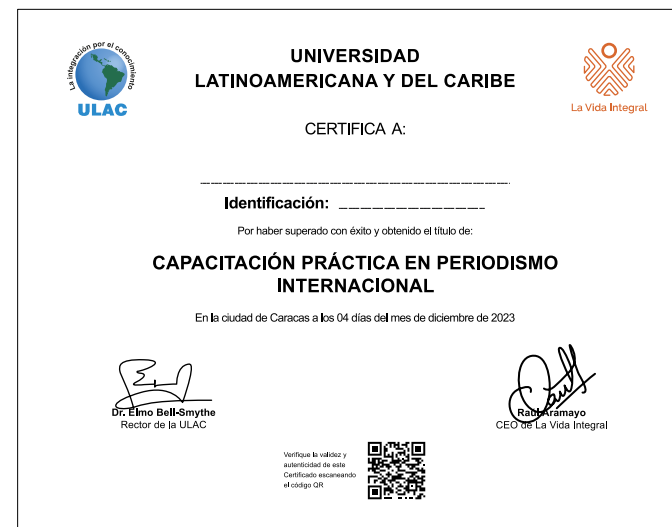 La integración por el conocimiento
ULAC
UNIVERSIDAD
LATINOAMERICANA Y DEL CARIBE
La Vida Integral
CERTIFICA A:
Identificación:
Por haber superado con éxito y obtenido el título de:
CAPACITACIÓN PRÁCTICA EN PERIODISMO
INTERNACIONAL
En la ciudad de Caracas a los 04 días del mes de diciembre de 2023
Dr. Elmo Bell-Smythe
Rector de la ULAC
Raúl Aramayo
CEO de La Vida Integral
Verifique la validez y
autenticidad de este
Certificado escaneando
el código QR